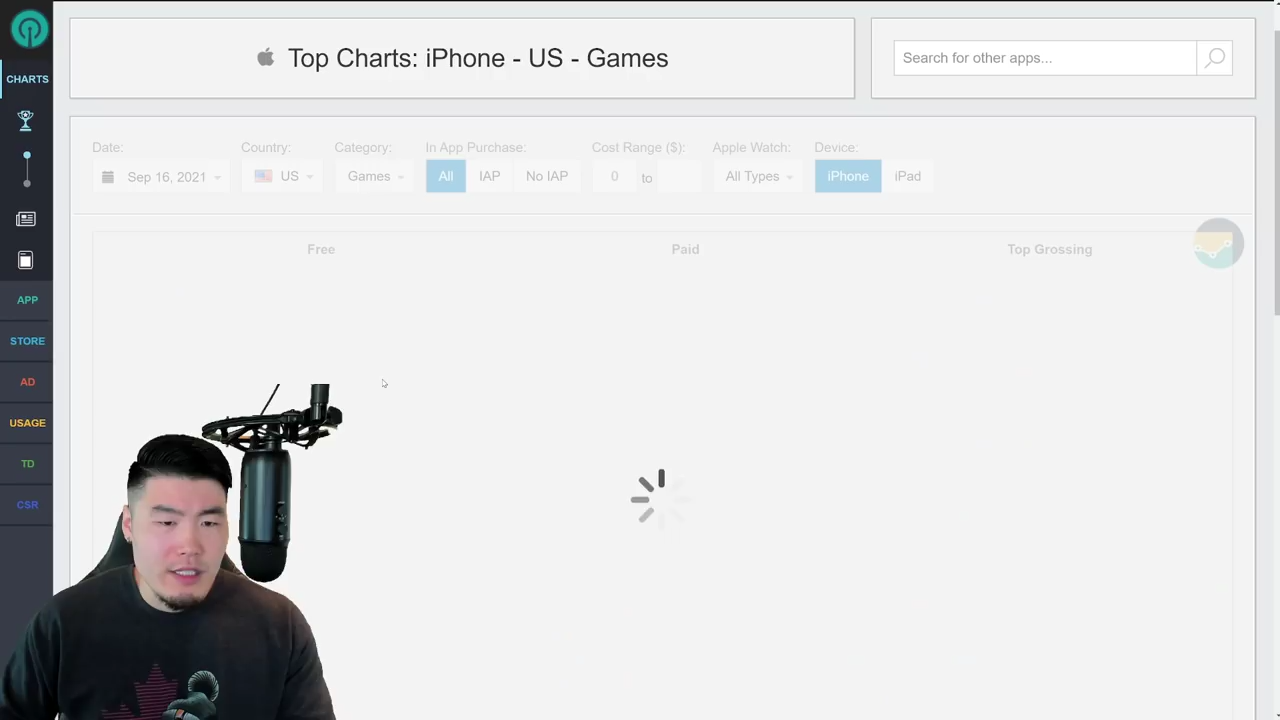 Top Charts: iPhone - US - Games
Search for other apps...
CHARTS
APP
STORE
AD
USAGE
TD
CSR
Date:
Country:
Category:
In App Purchase:
Cost Range ($):
Apple Watch:
Device:
Sep 16, 2021
US
Games
All
IAP
No IAP
0
to
All Types
iPhone
iPad
Free
Paid
Top Grossing